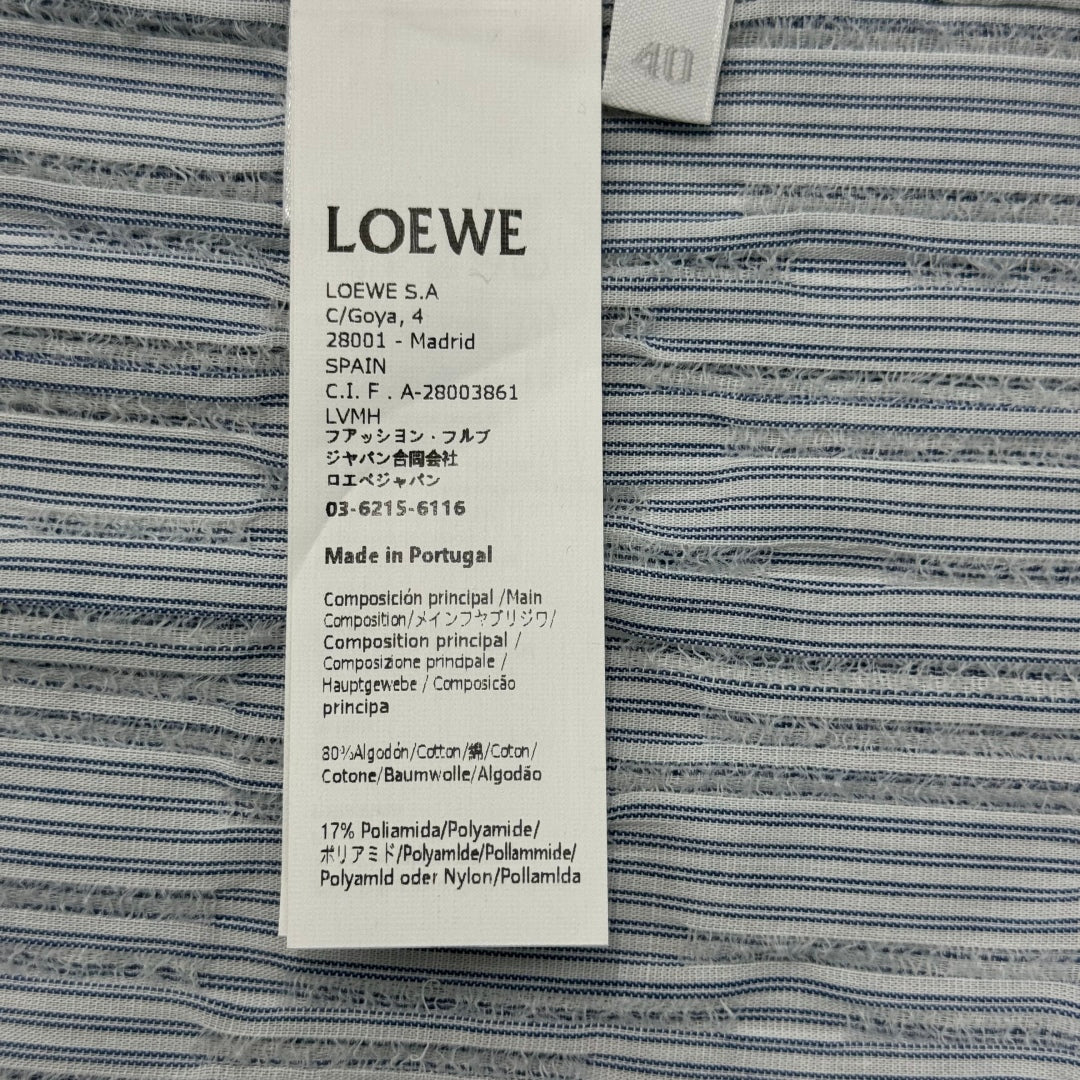 40
LOEWE
LOEWE S.A
C/Goya, 4
28001 - Madrid
SPAIN
C.I. F . A-28003861
LVMH
フアッシヨン・フルブ
ジャパン合同会社
ロエベジャパン
03-6215-6116
Made in Portugal
Composición principal /Main
Composition/メインフヤブリジワ/
Composition principal /
Composizione prindpale /
Hauptgewebe / Composicão
principa
80%Algodón/Cotton/綿/Coton/
Cotone/Baumwolle/Algodão
17% Poliamida/Polyamide/
ポリアミド/Polyamlde/Pollammide/
Polyamld oder Nylon/Pollamlda